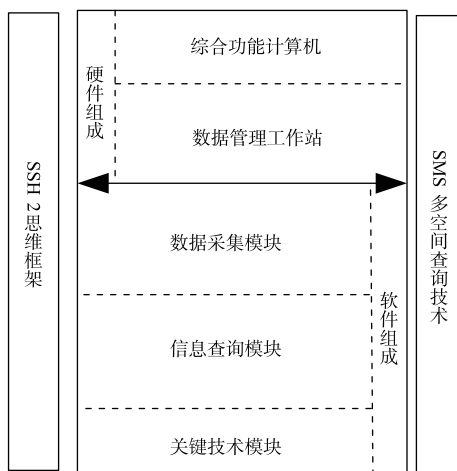 SSH 2思维框架
硬件组成
综合功能计算机
数据管理工作站
数据采集模块
信息查询模块
关键技术模块
软件组成
SMS 多空间查询技术